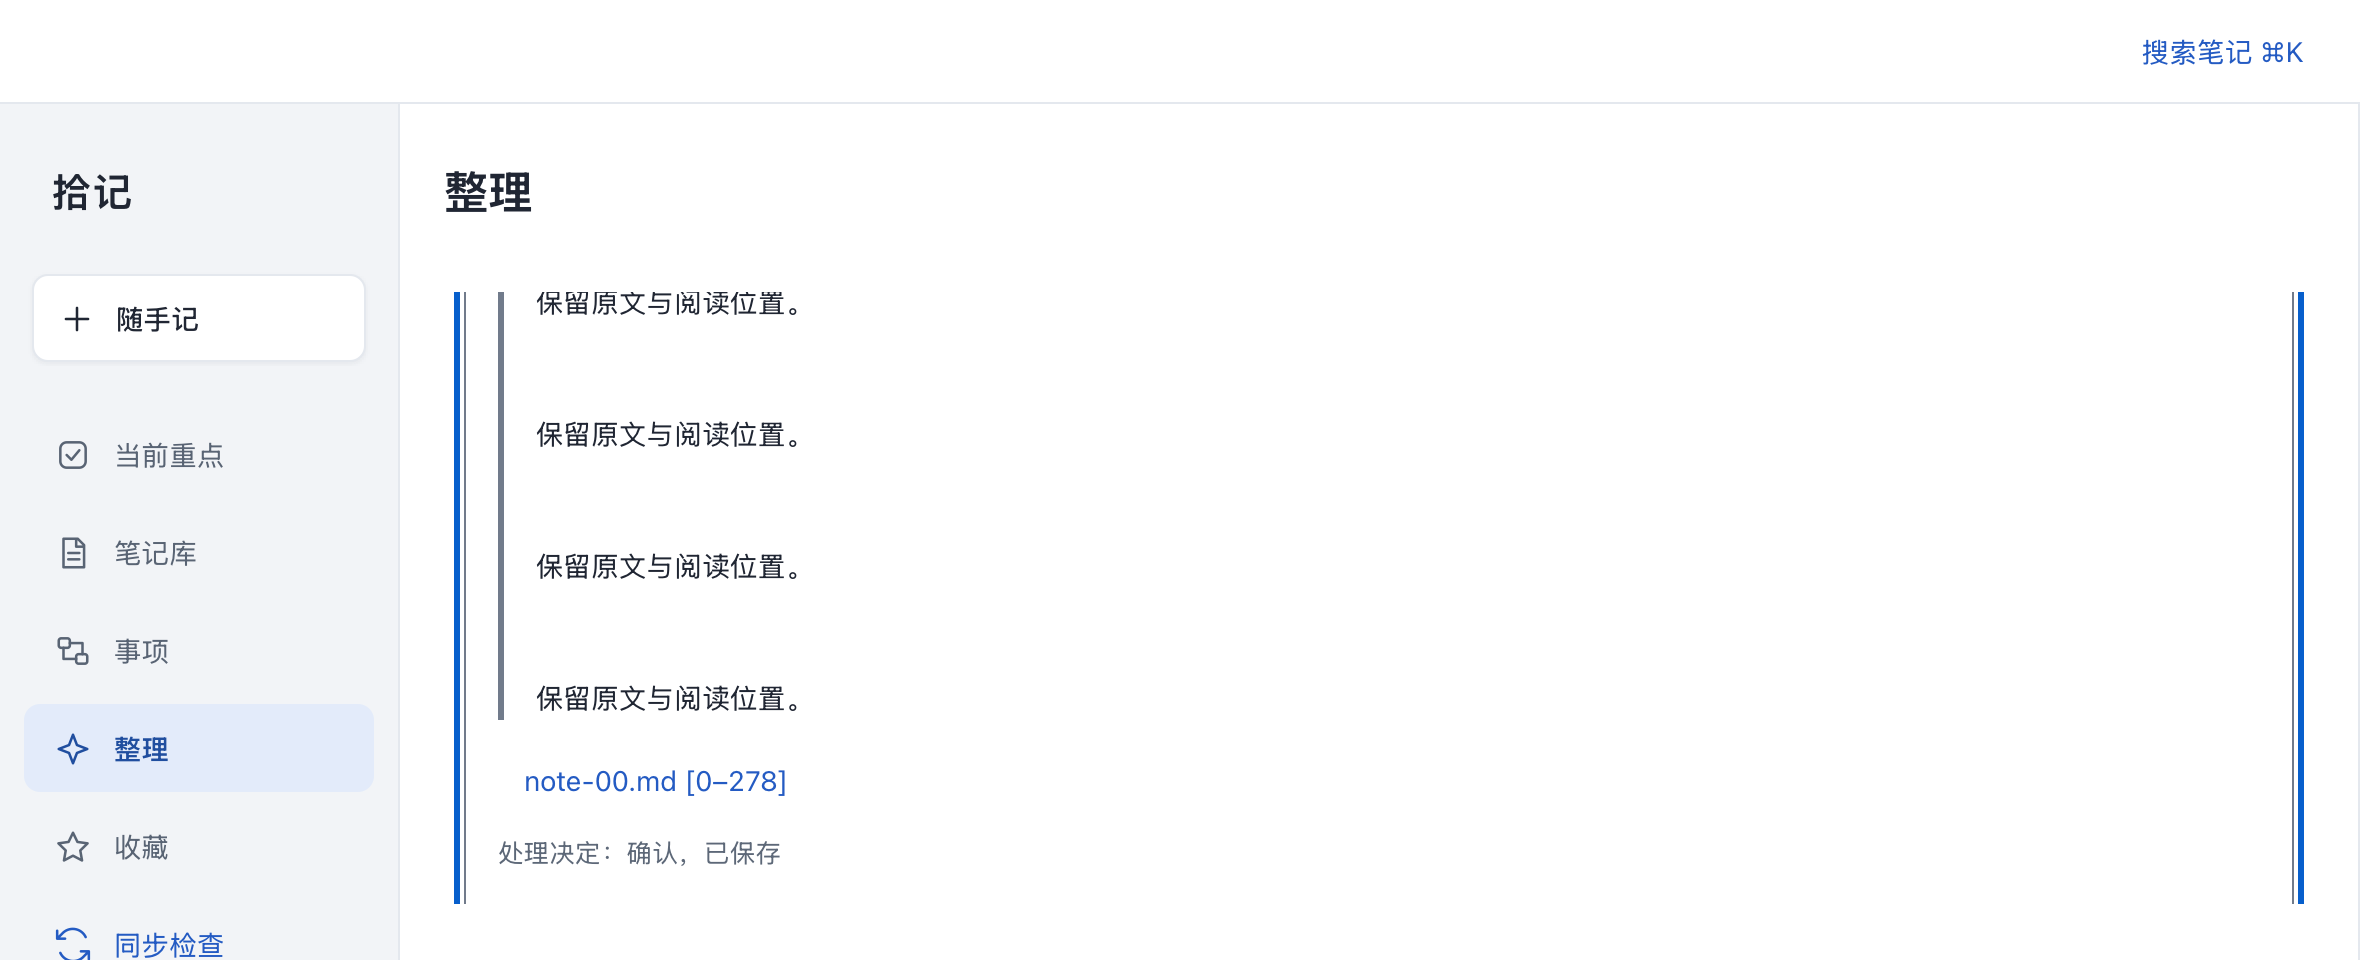 搜索笔记 ⌘K
拾记
随手记
当前重点
笔记库
事项
整理
收藏
同步检查
整理
保留原文与阅读位置。
保留原文与阅读位置。
保留原文与阅读位置。
保留原文与阅读位置。
note-00.md [0–278]
处理决定：确认，已保存